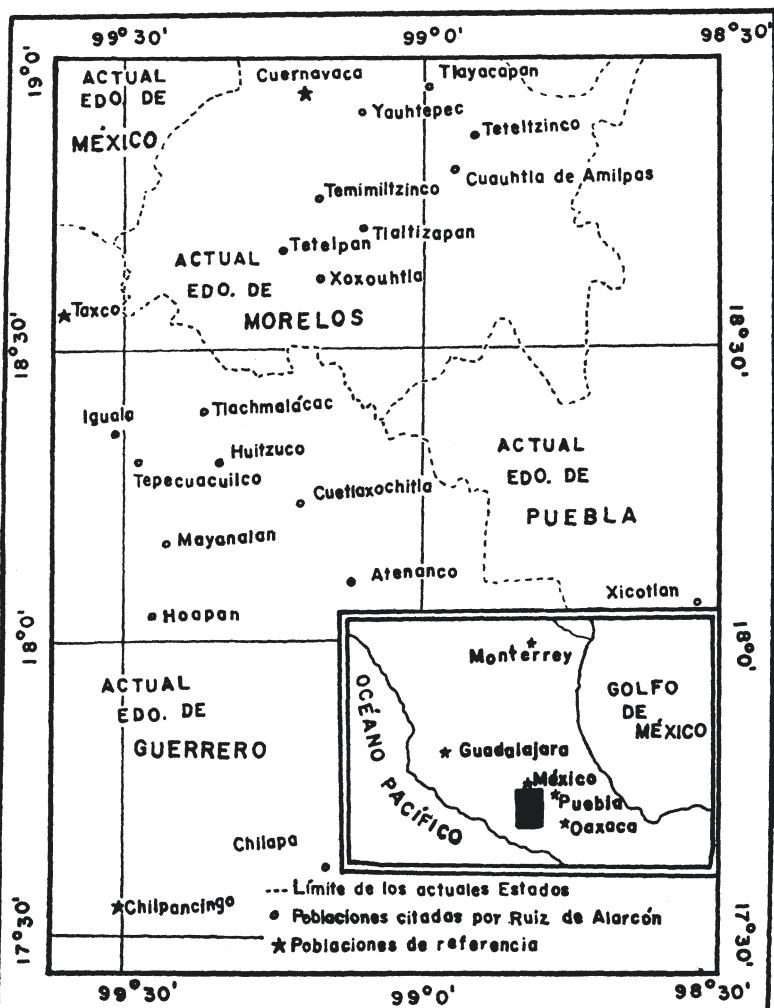 99°30' 99°0' 98°30'
19°0'
ACTUAL
EDO. DE
MÉXICO
Cuernavaca
Tlayacapan
Yauhtepec
Teteltzinco
Cuauhtla de Amilpas
Temimiltzinco
Tlaltizapan
Tetelpan
Xoxouhtla
ACTUAL
EDO. DE
MORELOS
Taxco
18°30' 18°30'
Tlachmalácac
Iguala
Huitzuco
Tepecuacuilco
Cuetlaxochitla
ACTUAL
EDO. DE
PUEBLA
Mayanalan
Atenanco
Xicotlan
Hoapan
18°0' 18°0'
ACTUAL
EDO. DE
GUERRERO
Monterrey
GOLFO
DE
MÉXICO
OCÉANO PACÍFICO
Guadalajara
México
Puebla
Oaxaca
Chilapa
Chilpancingo
--- Límite de los actuales Estados
Poblaciones citadas por Ruiz de Alarcón
★ Poblaciones de referencia
17°30' 17°30'
99°30' 99°0' 98°30'